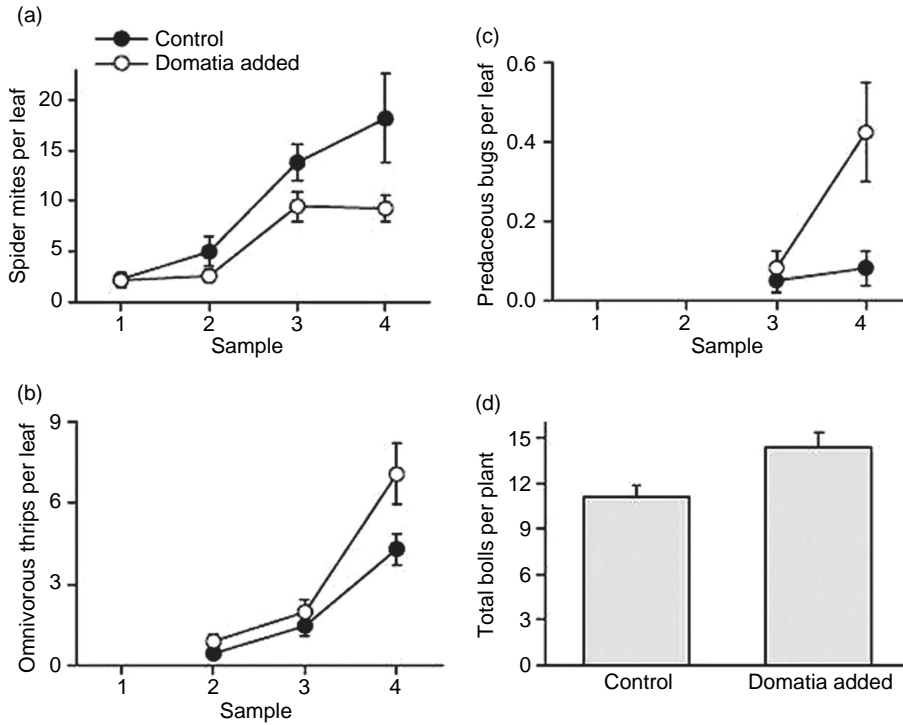 (a)
Control
Domatia added
Spider mites per leaf
20
15
10
5
0
1 2 3 4
Sample
(b)
Omnivorous thrips per leaf
9
6
3
0
1 2 3 4
Sample
(c)
Predaceous bugs per leaf
0.6
0.4
0.2
0.0
1 2 3 4
Sample
(d)
Total bolls per plant
15
12
9
6
3
0
Control Domatia added